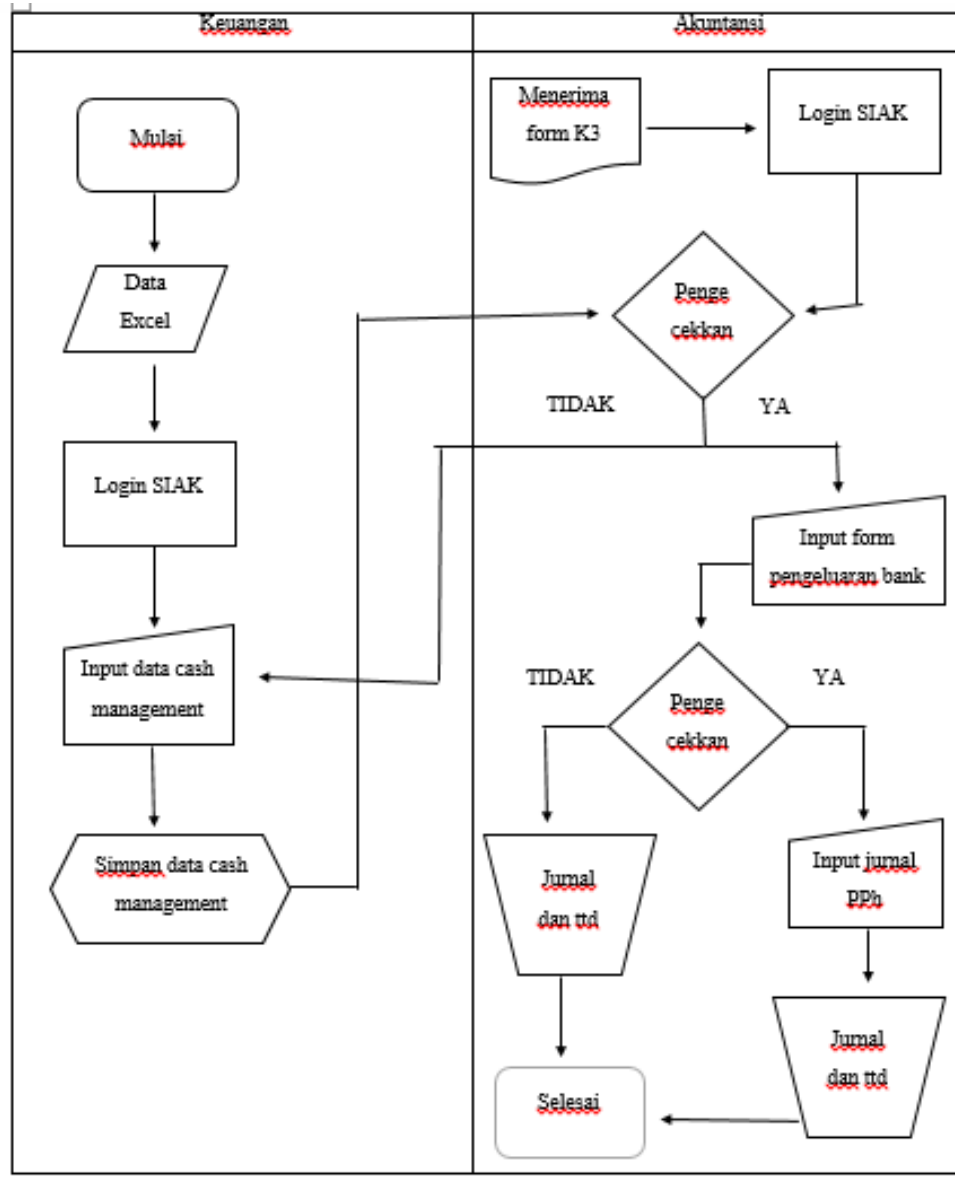 Keuangan
Akuntansi
Mulai
Data
Excel
Login SIAK
Input data cash
management
Simpan data cash
management
Menerima
form K3
Login SIAK
Penge
cekkan
TIDAK
YA
Input form
pengeluaran bank
TIDAK
YA
Penge
cekkan
Jurnal
dan ttd
Input jurnal
PPh
Jurnal
dan ttd
Selesai